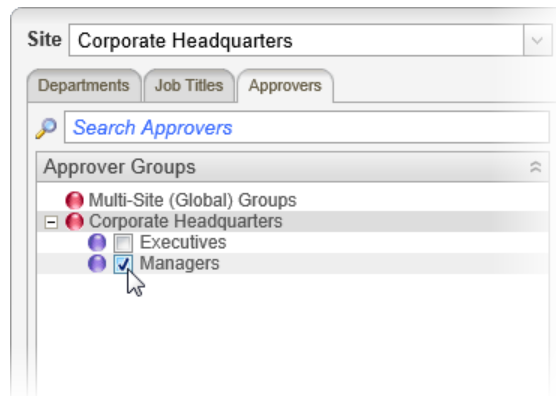 Site Corporate Headquarters
Departments Job Titles Approvers
Search Approvers
Approver Groups
Multi-Site (Global) Groups
Corporate Headquarters
Executives
Managers